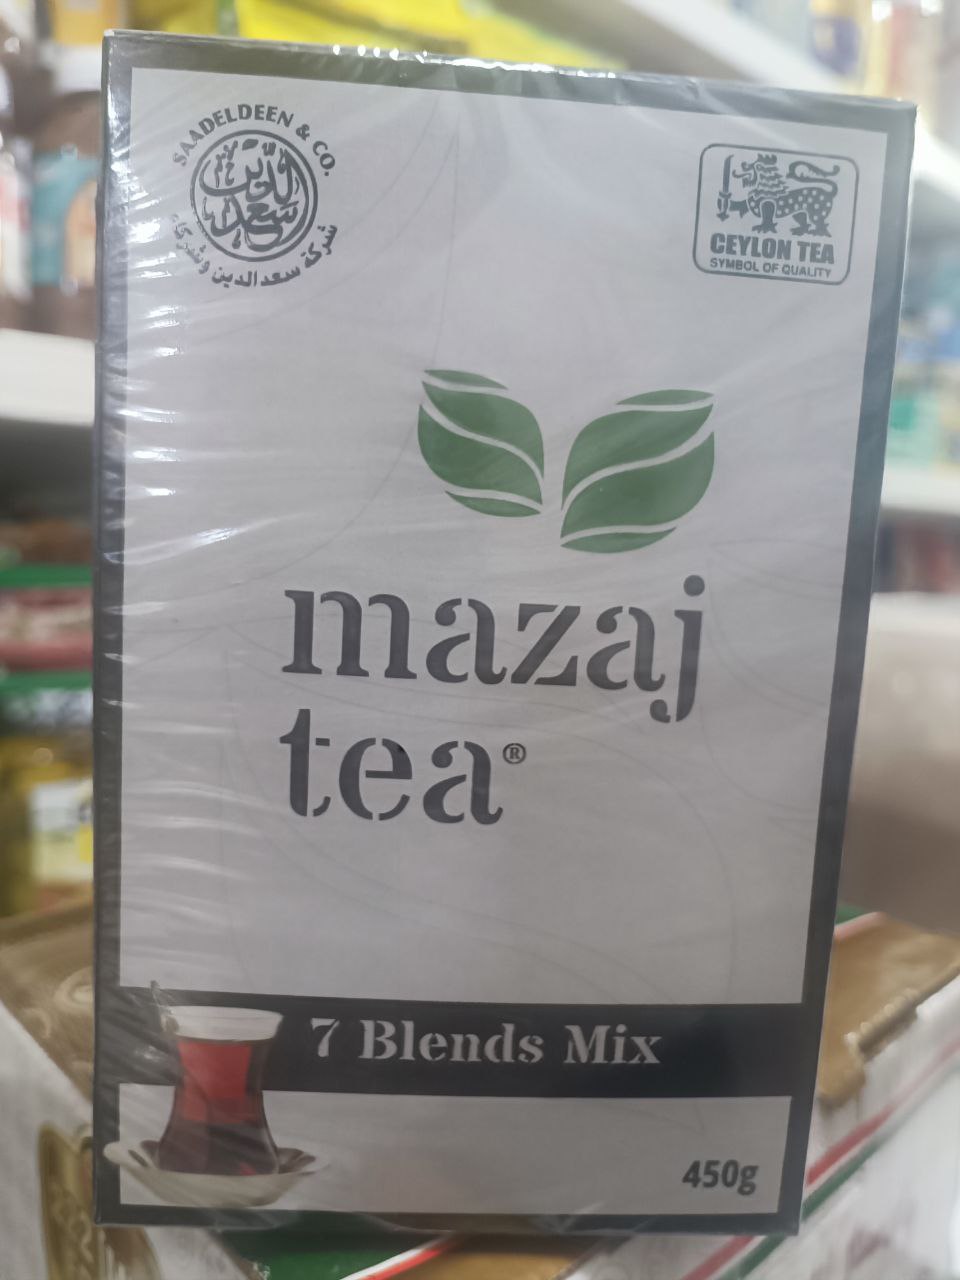 SAADELDEEN & CO.
سعد الدين
شركة سعد الدين وشركاه
CEYLON TEA
SYMBOL OF QUALITY
mazaj
tea®
7 Blends Mix
450g